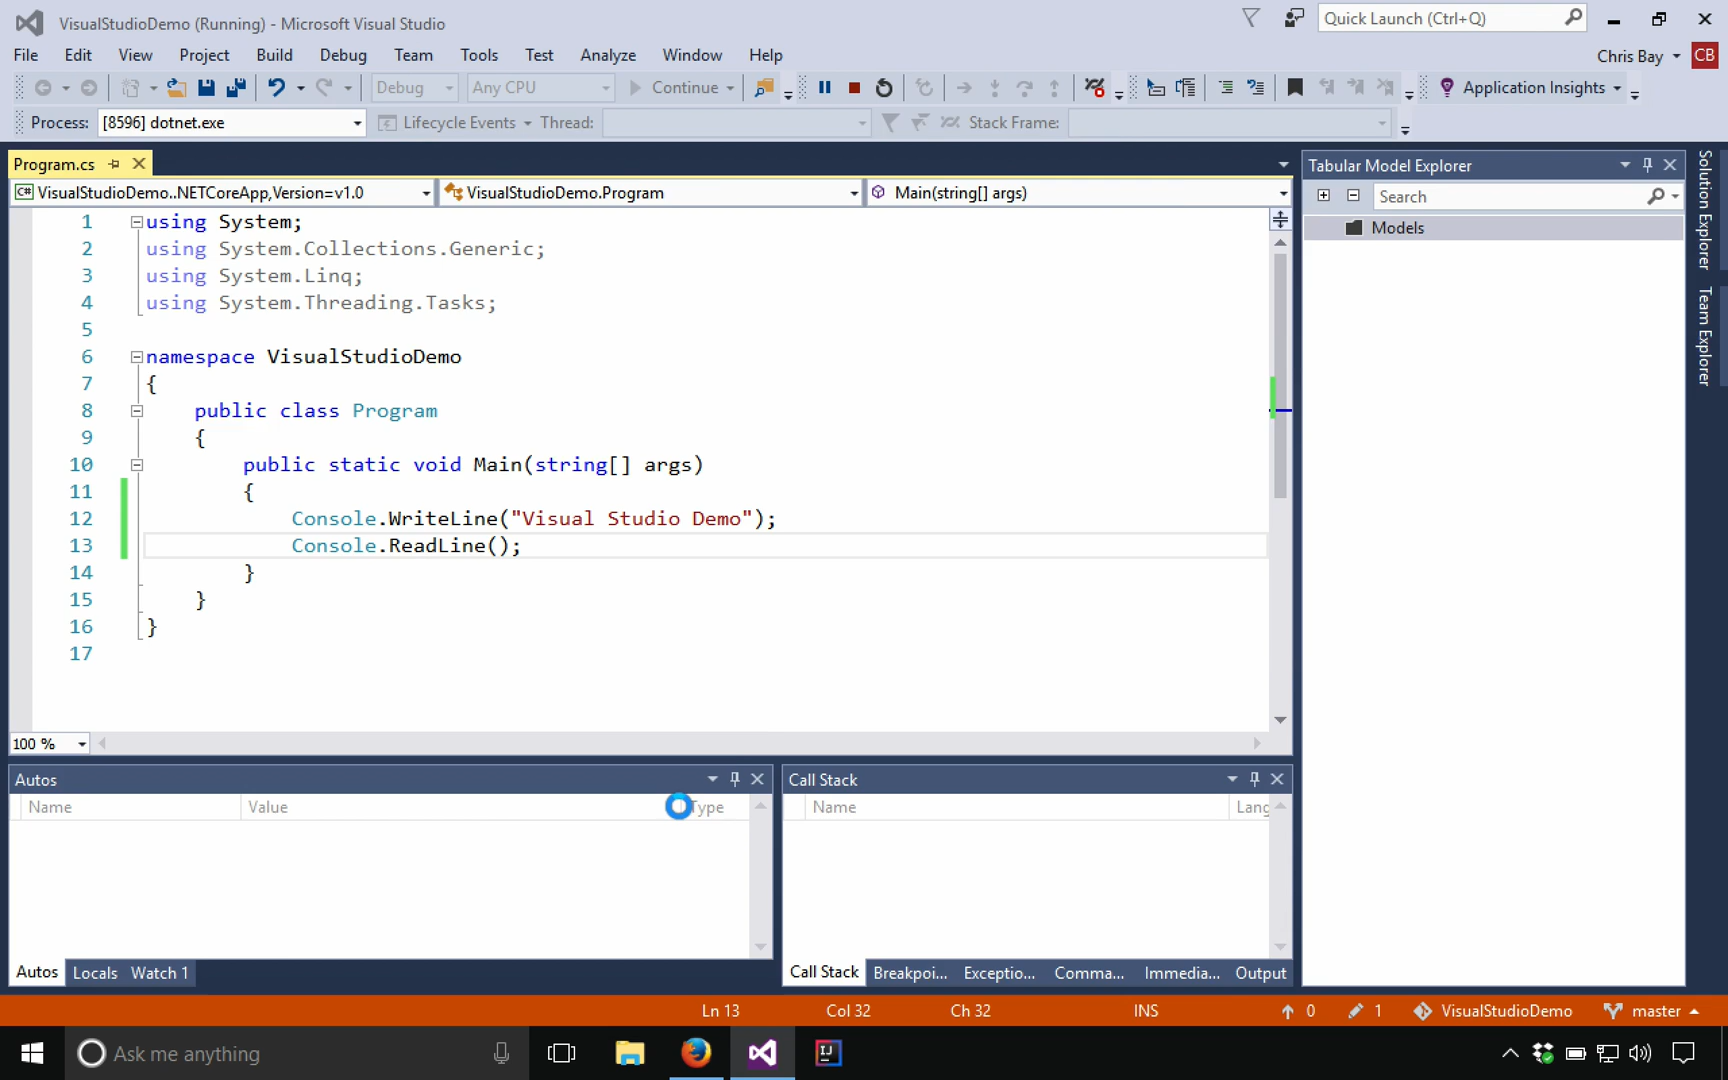 VisualStudioDemo (Running) - Microsoft Visual Studio
Quick Launch (Ctrl+Q)
File Edit View Project Build Debug Team Tools Test Analyze Window Help
Chris Bay CB
Debug Any CPU Continue Application Insights
Process: [8596] dotnet.exe Lifecycle Events Thread: Stack Frame:
Program.cs
C# VisualStudioDemo..NETCoreApp,Version=v1.0 VisualStudioDemo.Program Main(string[] args)
1 using System;
2 using System.Collections.Generic;
3 using System.Linq;
4 using System.Threading.Tasks;
5
6 namespace VisualStudioDemo
7 {
8 public class Program
9 {
10 public static void Main(string[] args)
11 {
12 Console.WriteLine("Visual Studio Demo");
13 Console.ReadLine();
14 }
15 }
16 }
17
100 %
Tabular Model Explorer
Search
Models
Solution Explorer
Team Explorer
Autos
Name Value Type
Autos Locals Watch 1
Call Stack
Name Lang
Call Stack Breakpoi... Exceptio... Comma... Immedia... Output
Ln 13 Col 32 Ch 32 INS 0 1 VisualStudioDemo master
Ask me anything
IJ